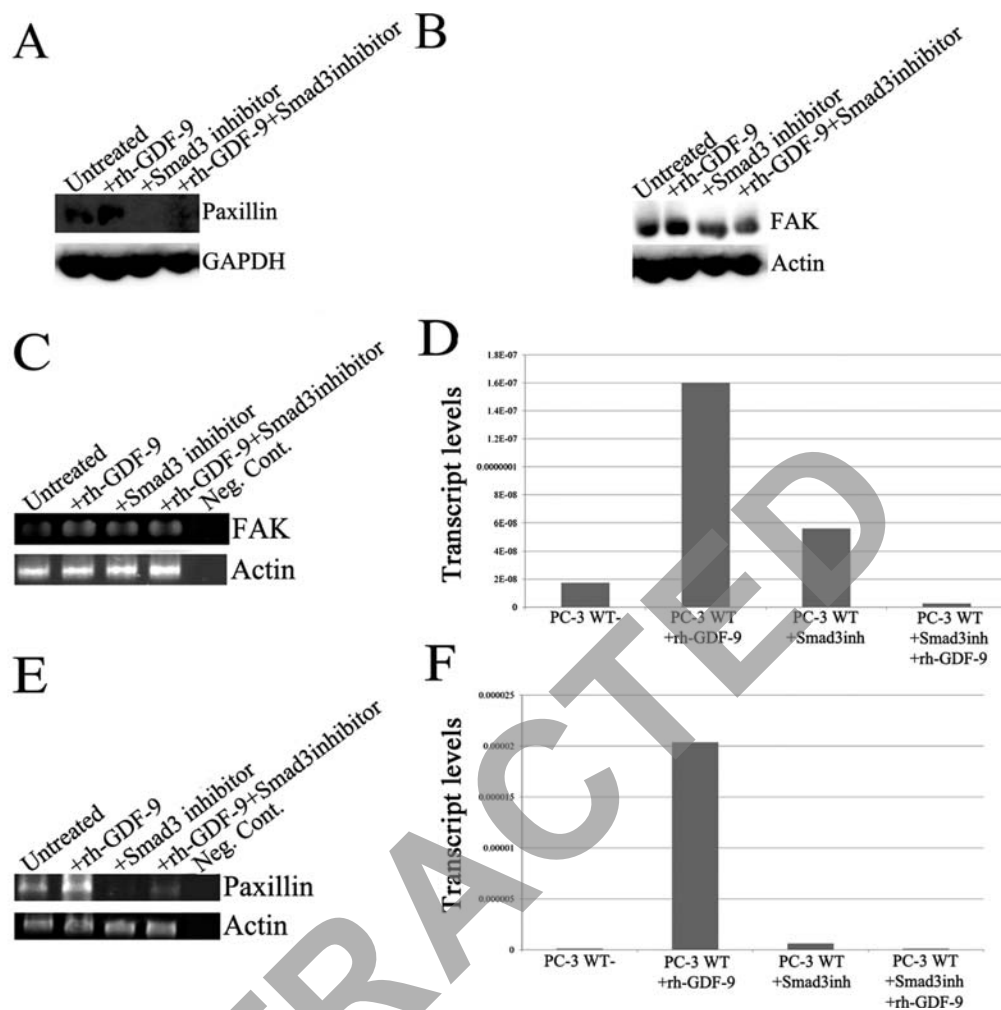 A
Untreated
+rh-GDF-9
+Smad3 inhibitor
+rh-GDF-9+Smad3inhibitor
Paxillin
GAPDH
B
Untreated
+rh-GDF-9
+Smad3 inhibitor
+rh-GDF-9+Smad3inhibitor
FAK
Actin
C
Untreated
+rh-GDF-9
+Smad3 inhibitor
+rh-GDF-9+Smad3inhibitor
Neg. Cont.
FAK
Actin
D
Transcript levels
1.8E-07
1.6E-07
1.4E-07
1.2E-07
0.0000001
8E-08
6E-08
4E-08
2E-08
0
PC-3 WT-
PC-3 WT
+rh-GDF-9
PC-3 WT
+Smad3inh
PC-3 WT
+Smad3inh
+rh-GDF-9
E
Untreated
+rh-GDF-9
+Smad3 inhibitor
+rh-GDF-9+Smad3inhibitor
Neg. Cont.
Paxillin
Actin
F
Transcript levels
0.000025
0.00002
0.000015
0.00001
0.000005
0
PC-3 WT-
PC-3 WT
+rh-GDF-9
PC-3 WT
+Smad3inh
PC-3 WT
+Smad3inh
+rh-GDF-9
TRACTED